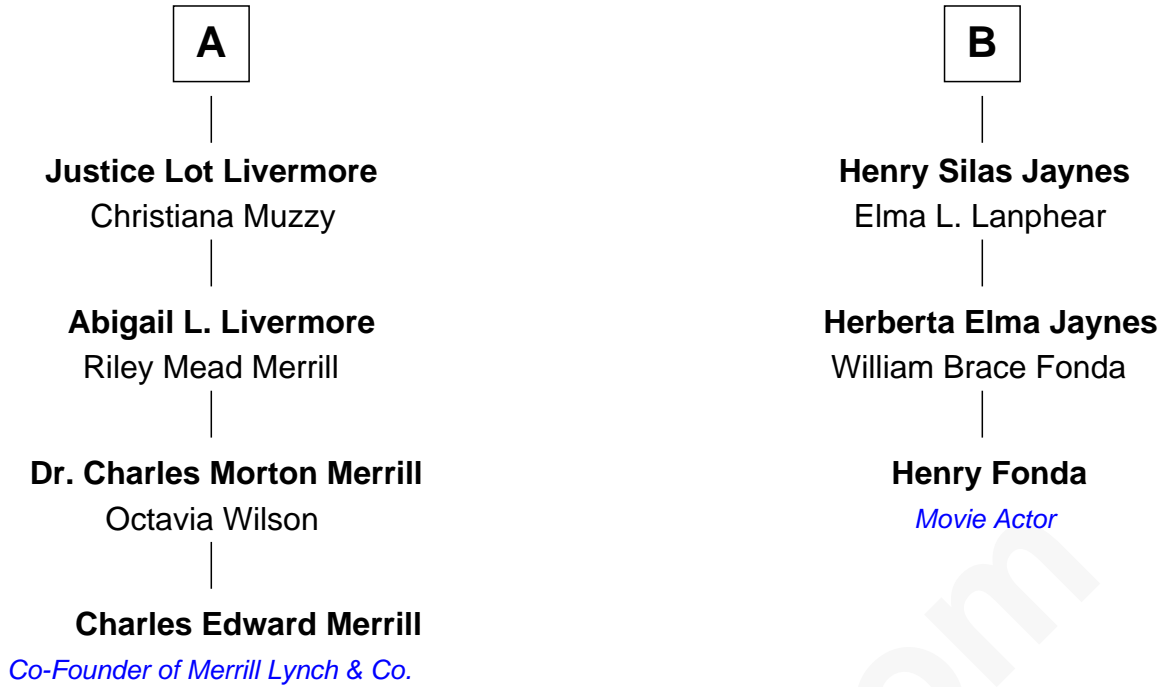 A
Justice Lot Livermore
Christiana Muzzy
Abigail L. Livermore
Riley Mead Merrill
Dr. Charles Morton Merrill
Octavia Wilson
Charles Edward Merrill
Co-Founder of Merrill Lynch & Co.
B
Henry Silas Jaynes
Elma L. Lanphear
Herberta Elma Jaynes
William Brace Fonda
Henry Fonda
Movie Actor
om